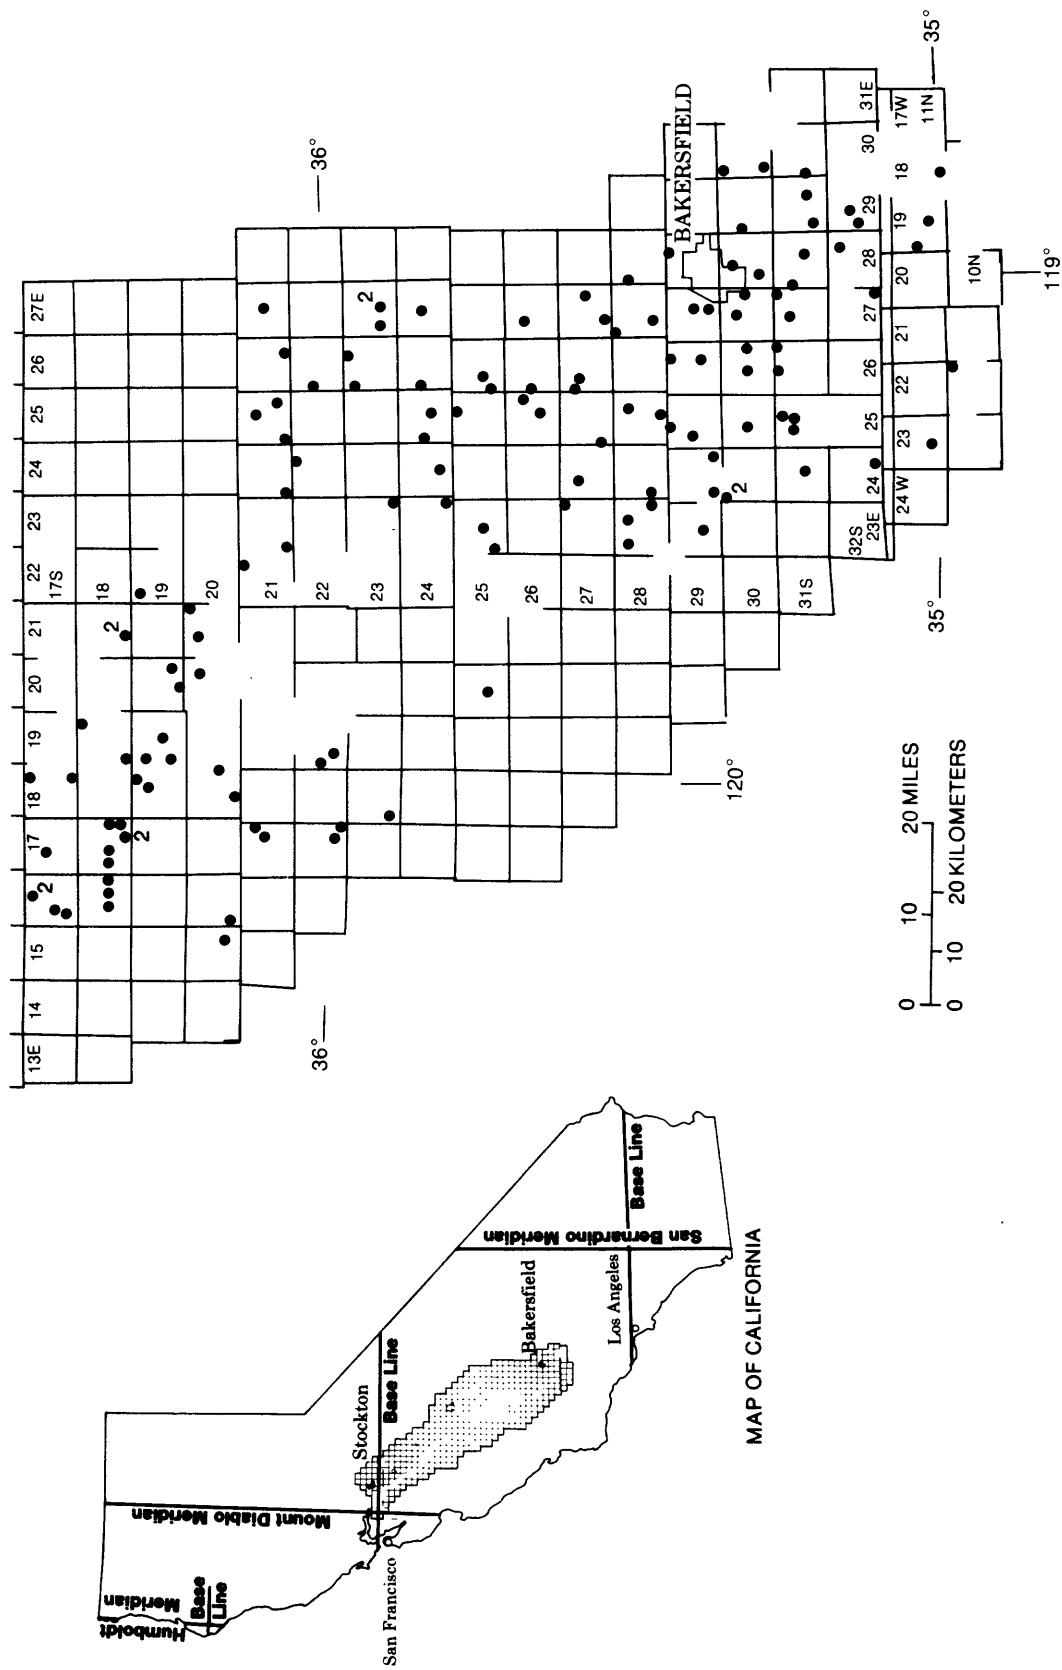 13E
14
15
2
17
18
19
20
21
22
23
24
25
26
27E
17S
18
19
20
21
22
23
24
25
26
27
28
29
30
31S
32S
2
2
2
2
36°
36°
BAKERSFIELD
23E
24
25
26
27
28
29
30
31E
24 W
23
22
21
20
19
18
17W
11N
10N
35°
35°
120°
119°
0 10 20 MILES
0 10 20 KILOMETERS
Humboldt
Meridian
Base
Line
Mount Diablo Meridian
San Francisco
Stockton
Base Line
Bakersfield
Los Angeles
San Bernardino Meridian
Base Line
MAP OF CALIFORNIA